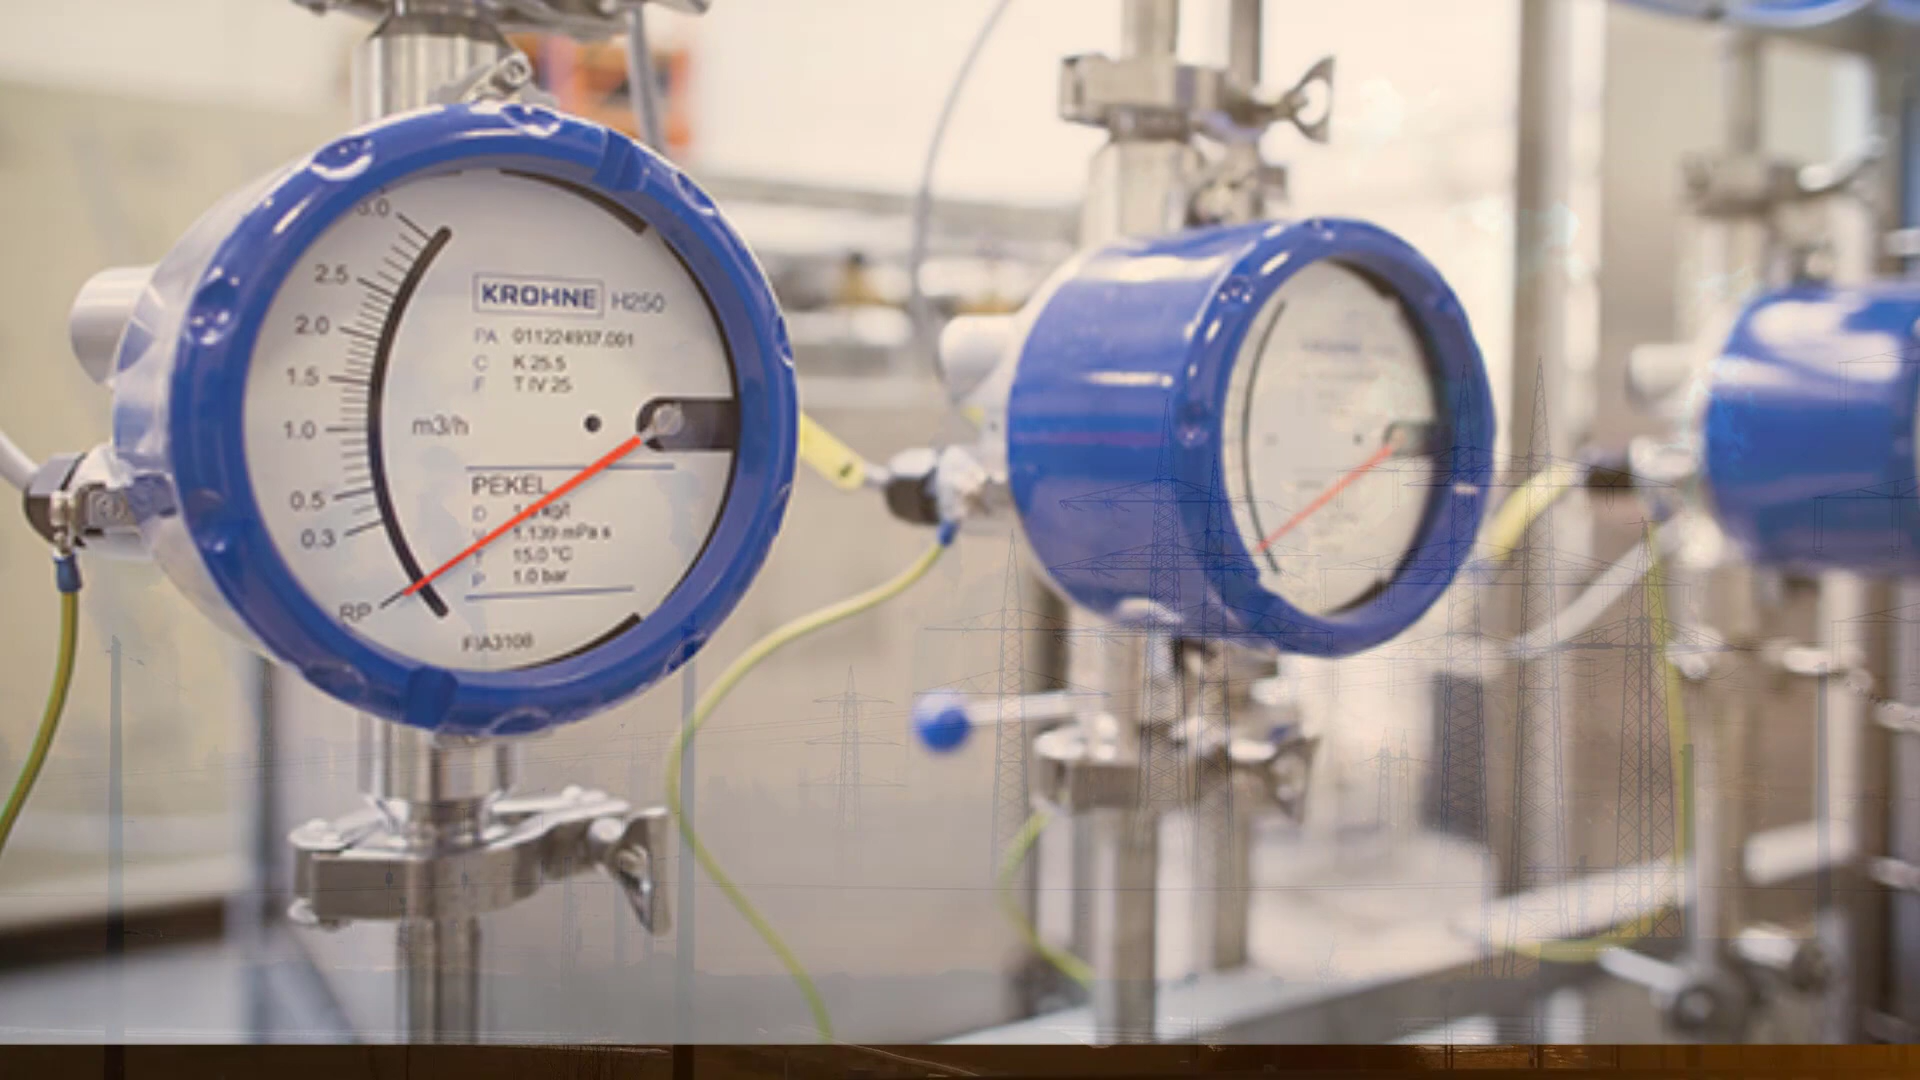 3.0
2.5
2.0
1.5
1.0
0.5
0.3
RP
m3/h
KROHNE H250
PA 011224937.001
C K 25.5
F T IV 25
PEKEL
D kg/l
V 1.139 mPa s
T 15.0 °C
P 1.0 bar
FIA3108